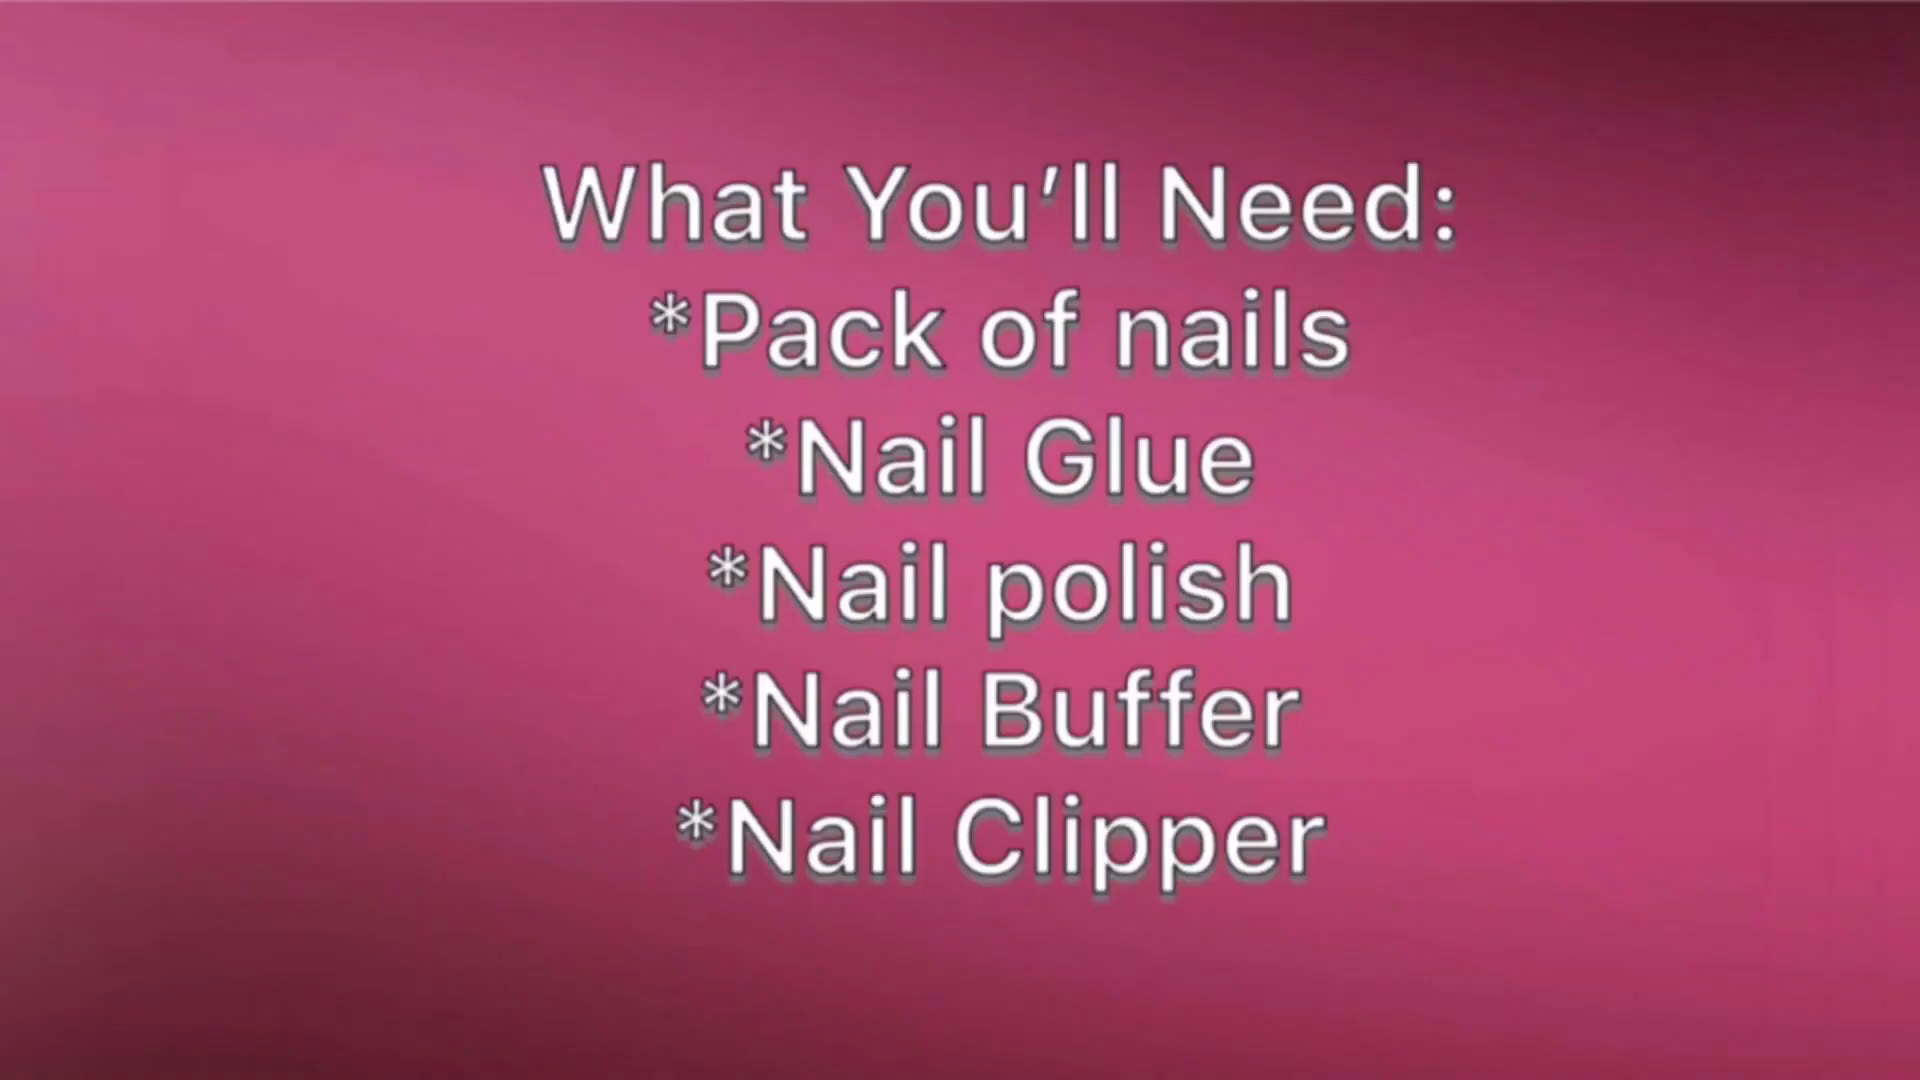 What You’ll Need:
*Pack of nails
*Nail Glue
*Nail polish
*Nail Buffer
*Nail Clipper